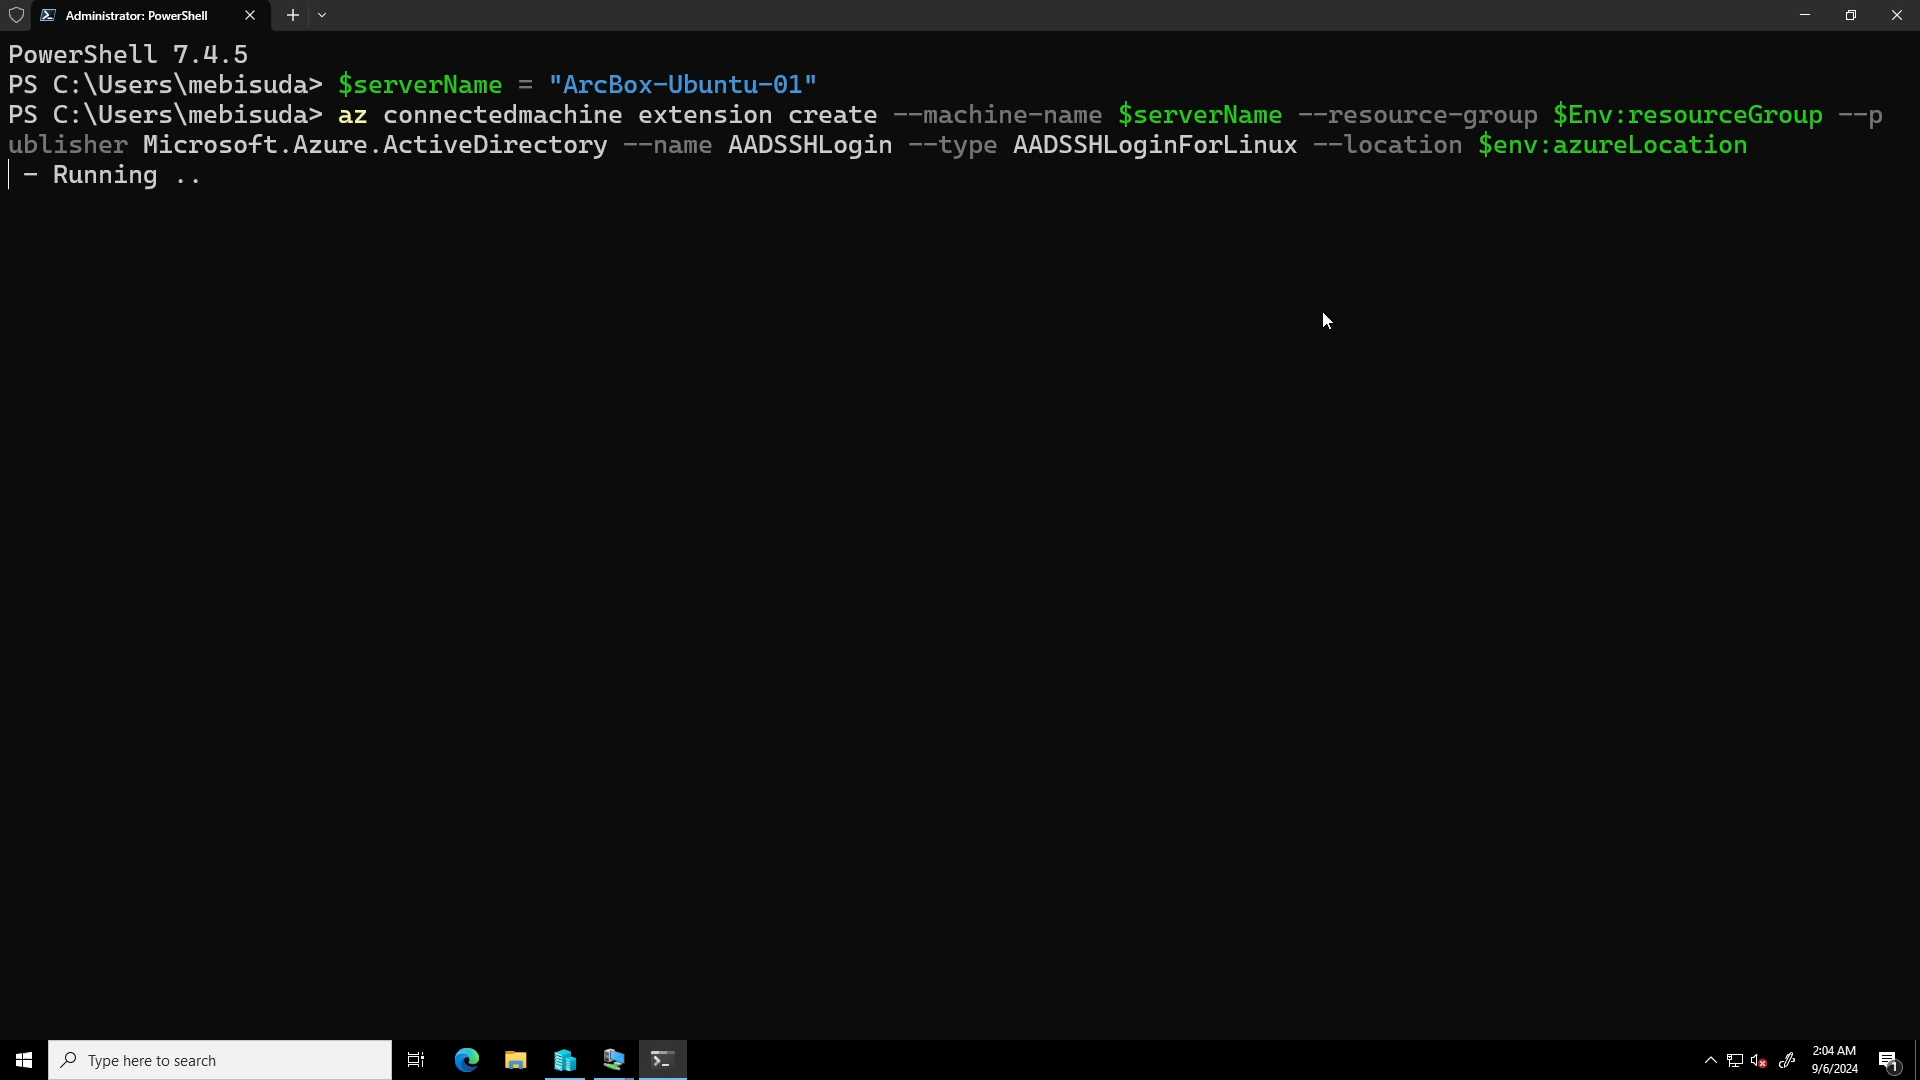 Administrator: PowerShell
PowerShell 7.4.5
PS C:\Users\mebisuda> $serverName = "ArcBox-Ubuntu-01"
PS C:\Users\mebisuda> az connectedmachine extension create --machine-name $serverName --resource-group $Env:resourceGroup --p
ublisher Microsoft.Azure.ActiveDirectory --name AADSSHLogin --type AADSSHLoginForLinux --location $env:azureLocation
- Running ..
Type here to search
2:04 AM
9/6/2024
1